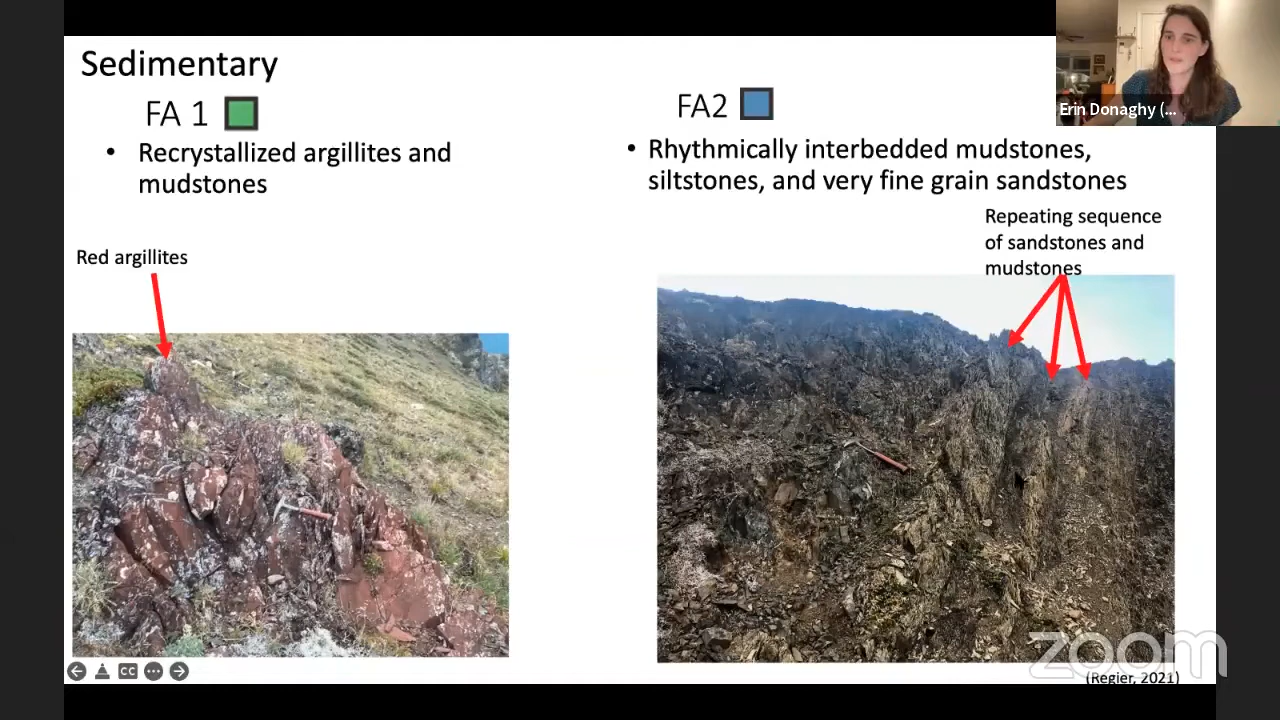 Sedimentary
FA 1
• Recrystallized argillites and
mudstones
Red argillites
FA2
• Rhythmically interbedded mudstones,
siltstones, and very fine grain sandstones
Repeating sequence
of sandstones and
mudstones
Erin Donaghy (...
CC
zoom
(Regier, 2021)